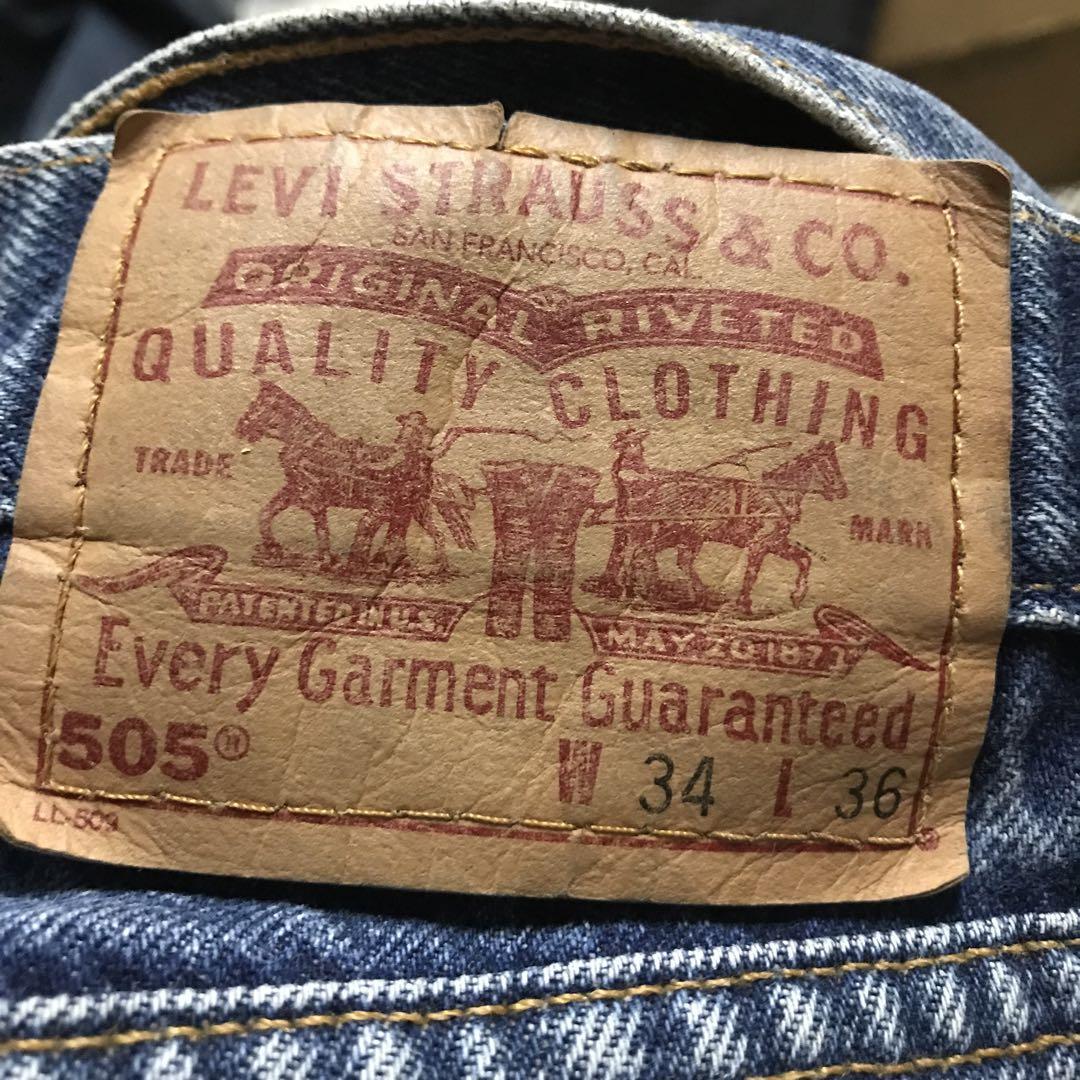 LEVI STRAUSS & CO.
SAN FRANCISCO, CAL.
ORIGINAL RIVETED
QUALITY CLOTHING
TRADE MARK
PATENTED IN U.S. MAY 20 1873
Every Garment Guaranteed
505® W 34 L 36
®